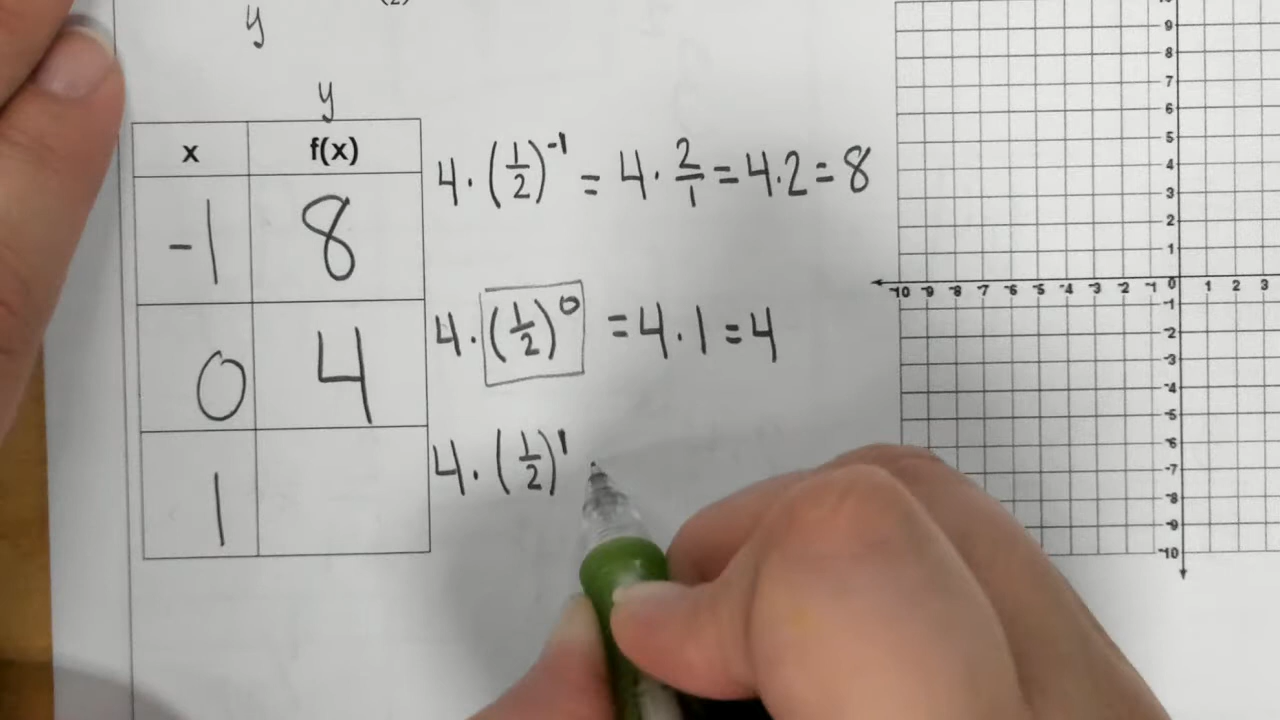 y
y
x f(x)
-1 8 4 · (1/2)^-1 = 4 · 2/1 = 4 · 2 = 8
0 4 4 · (1/2)^0 = 4 · 1 = 4
1 4 · (1/2)^1
9
8
7
6
5
4
3
2
1
-10 -9 -8 -7 -6 -5 -4 -3 -2 -1 0 1 2 3
-1
-2
-3
-4
-5
-6
-7
-8
-9
-10